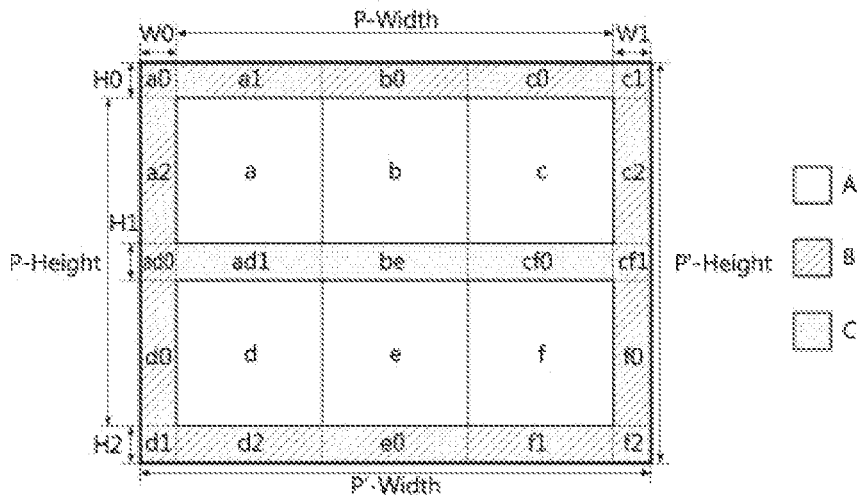 P-Width
W0 W1
H0 a0 a1 b0 c0 c1
a2 a b c c2 A
H1
P-Height ad0 ad1 be cf0 cf1 P'-Height B
d0 d e f f0 C
H2 d1 d2 e0 f1 f2
P'-Width